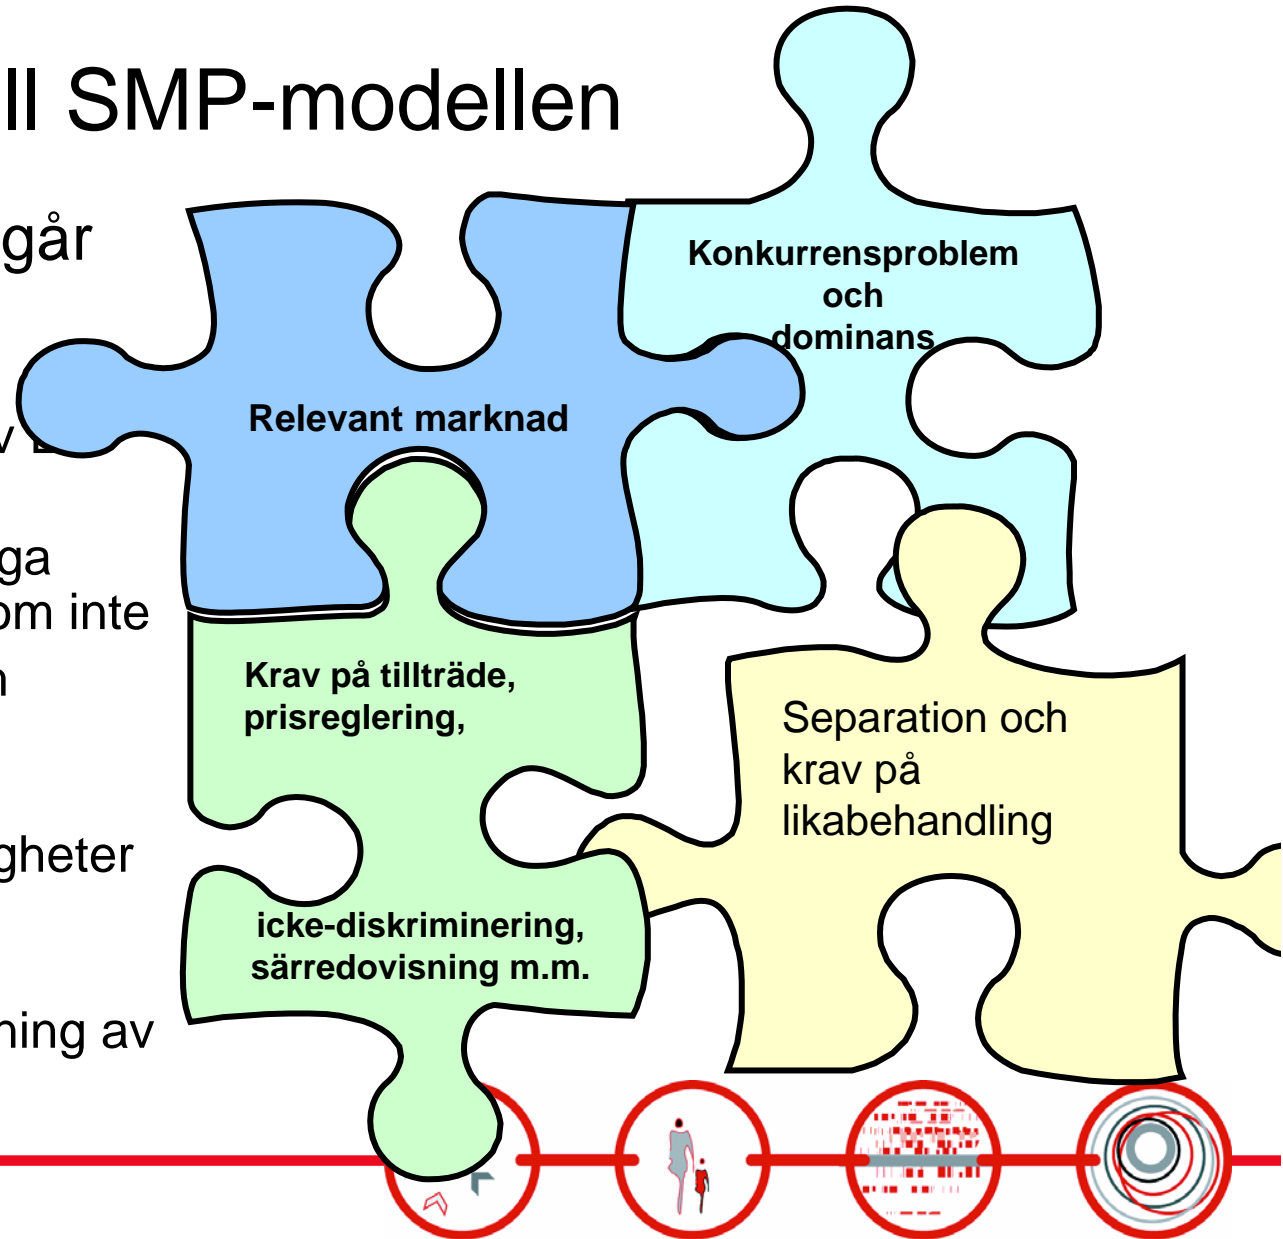 ll SMP-modellen
går
Konkurrensproblem
och
dominans
Relevant marknad
v
ga
om inte
n
Krav på tillträde,
prisreglering,
Separation och
krav på
likabehandling
gheter
icke-diskriminering,
särredovisning m.m.
ning av